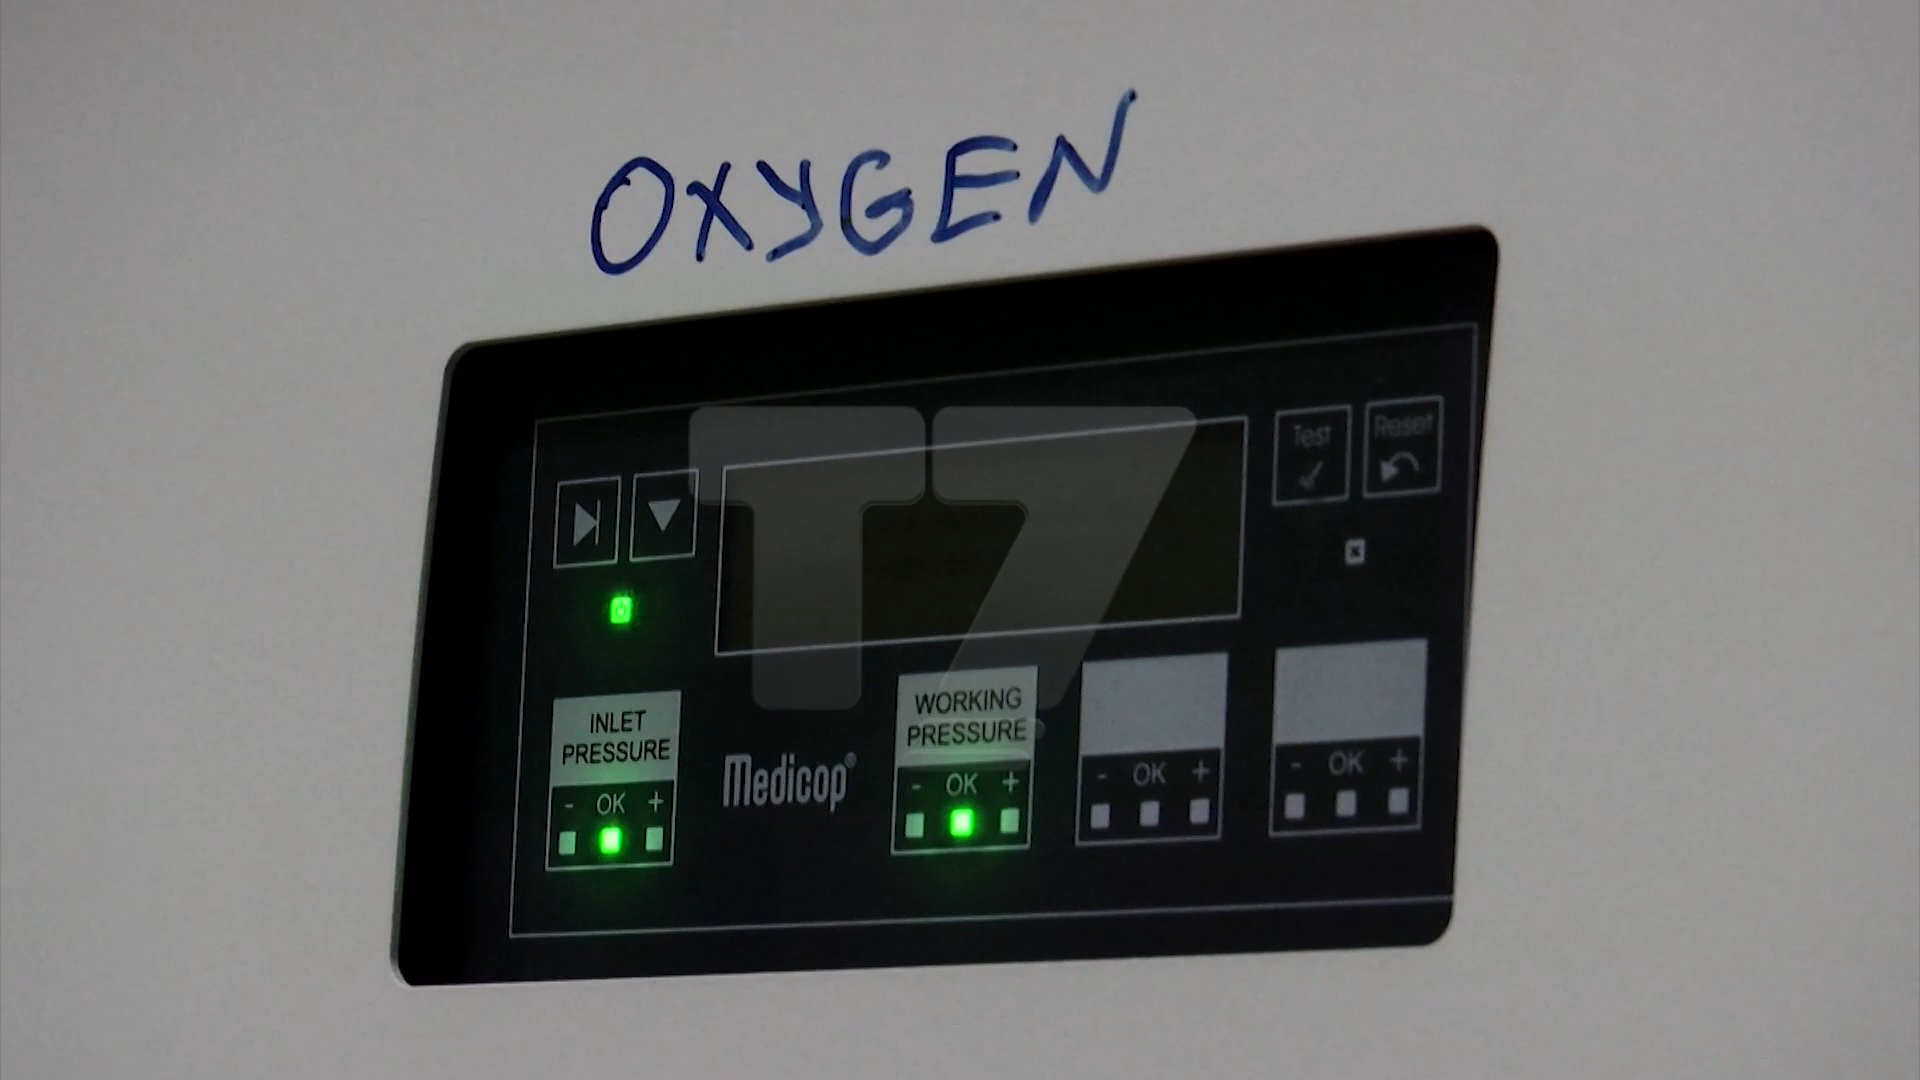 OXYGEN
Test
Reset
T7
INLET
PRESSURE
- OK +
Medicop®
WORKING
PRESSURE
- OK +
- OK +
- OK +